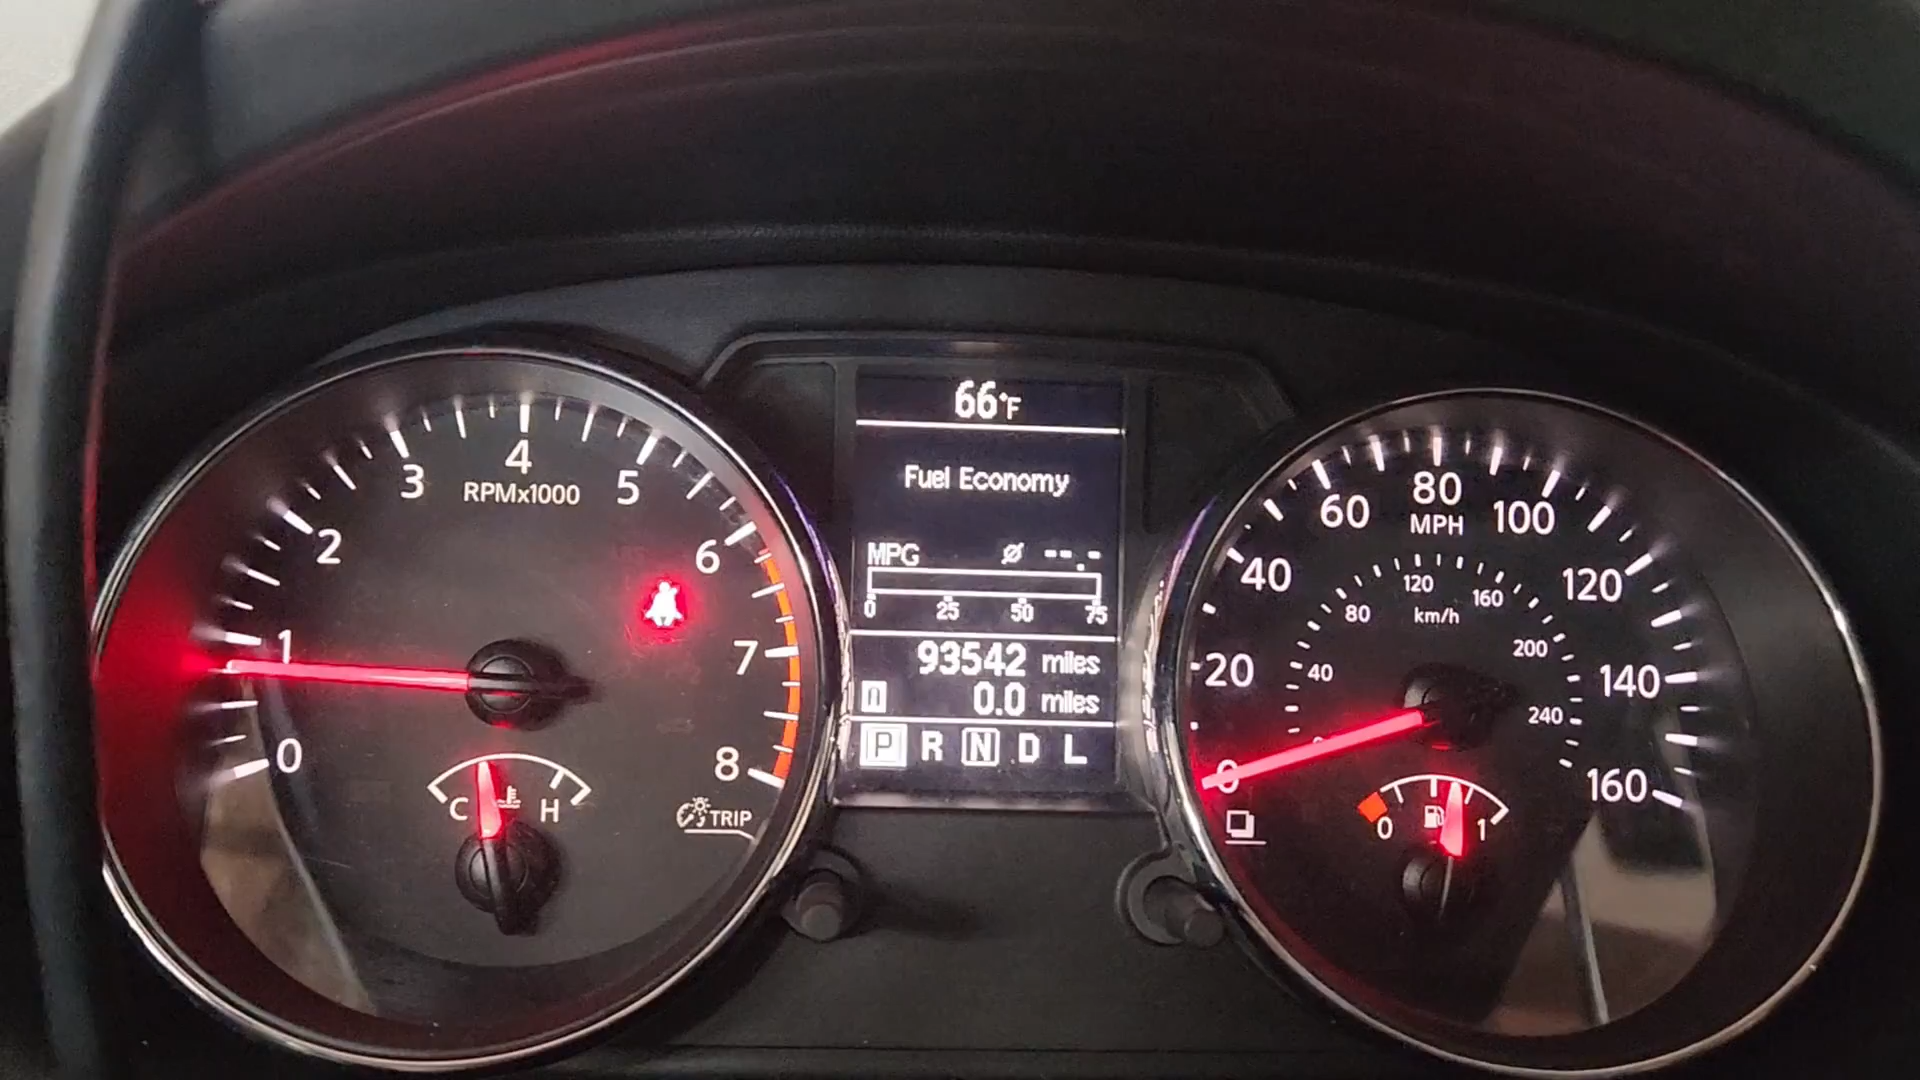 0
1
2
3
4
5
6
7
8
RPMx1000
C H
TRIP
66°F
Fuel Economy
MPG ø --.-
0 25 50 75
93542 miles
0.0 miles
P R N D L
0
20
40
60
80
100
120
140
160
MPH
40
80
120
160
200
240
km/h
0 1